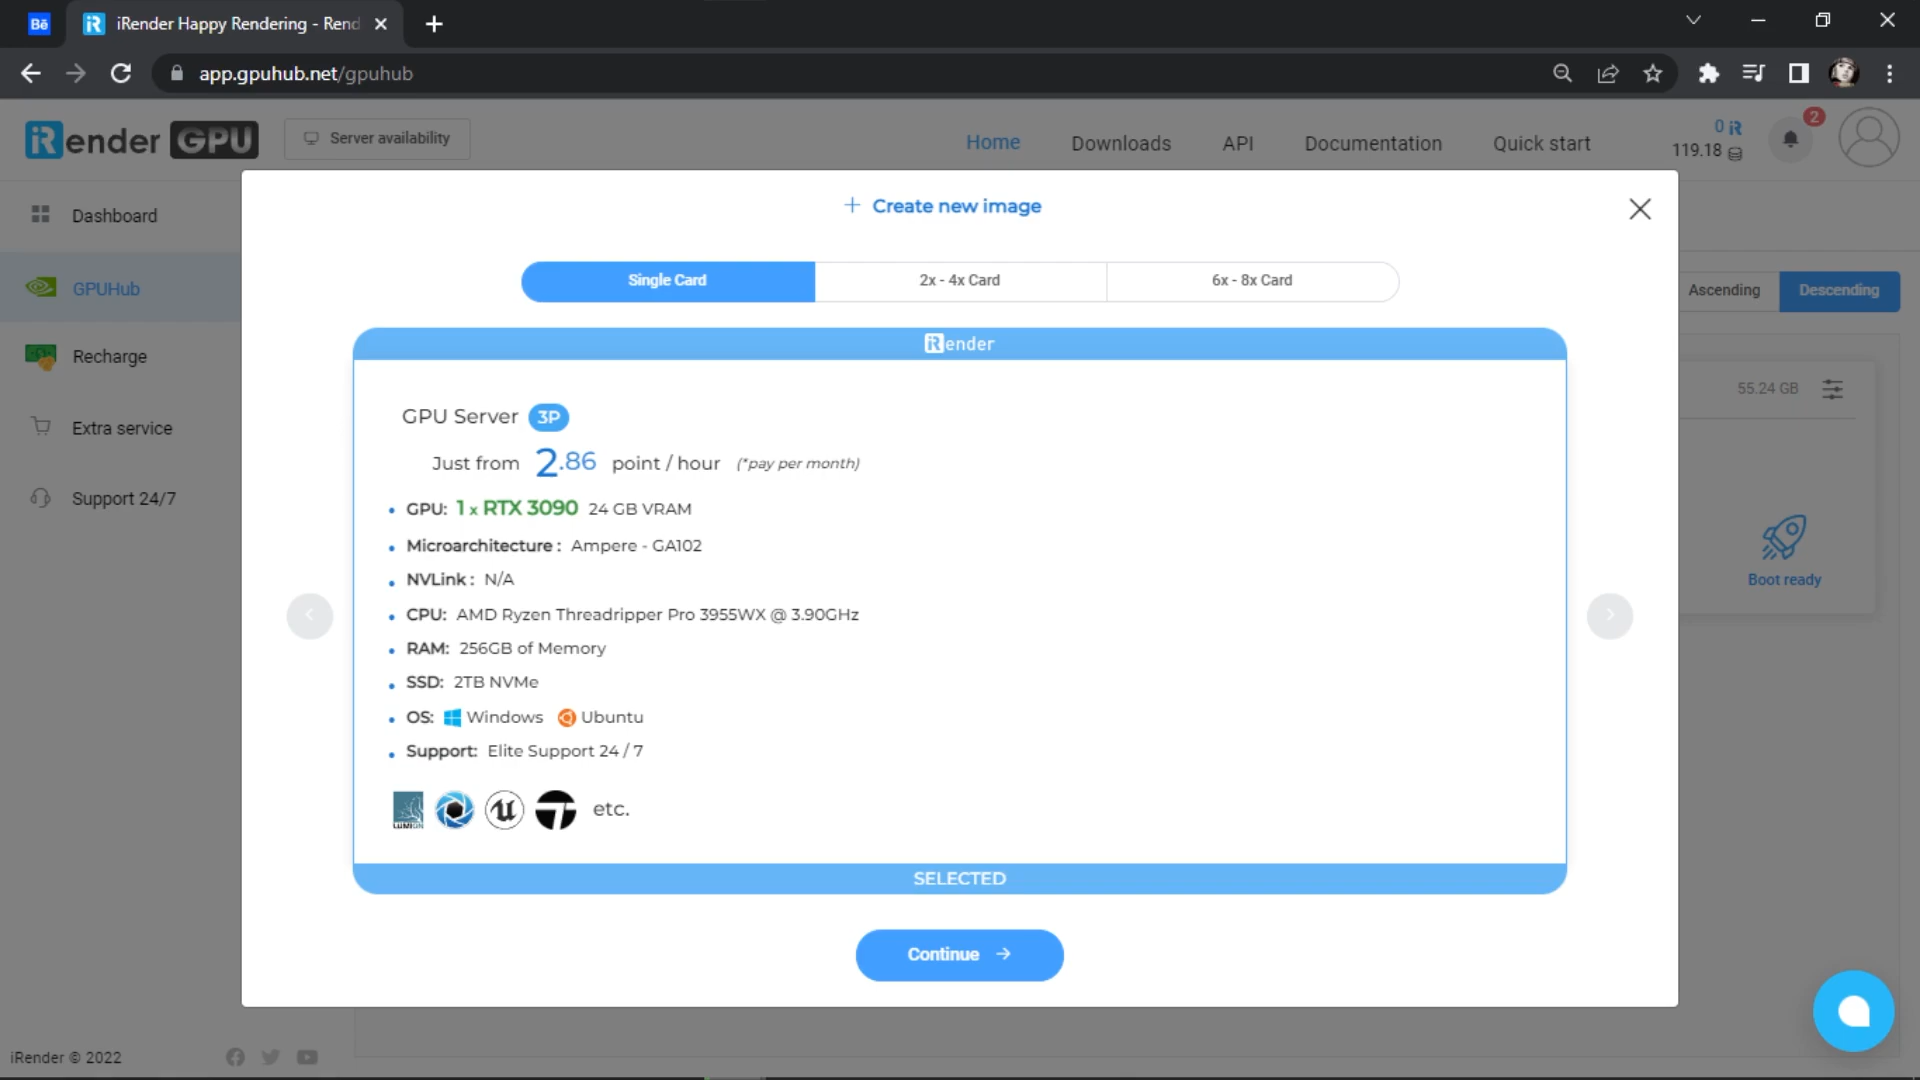 Bē
iRender Happy Rendering - Rend
app.gpuhub.net/gpuhub
iRender GPU
Server availability
Home
Downloads
API
Documentation
Quick start
0 iR
119.18
2
Dashboard
GPUHub
Recharge
Extra service
Support 24/7
+ Create new image
Single Card
2x - 4x Card
6x - 8x Card
Ascending
Descending
iRender
55.24 GB
GPU Server 3P
Just from 2.86 point / hour (*pay per month)
• GPU: 1 x RTX 3090 24 GB VRAM
• Microarchitecture : Ampere - GA102
• NVLink : N/A
• CPU: AMD Ryzen Threadripper Pro 3955WX @ 3.90GHz
• RAM: 256GB of Memory
• SSD: 2TB NVMe
• OS: Windows Ubuntu
• Support: Elite Support 24 / 7
Boot ready
LUMION
etc.
SELECTED
Continue →
iRender © 2022